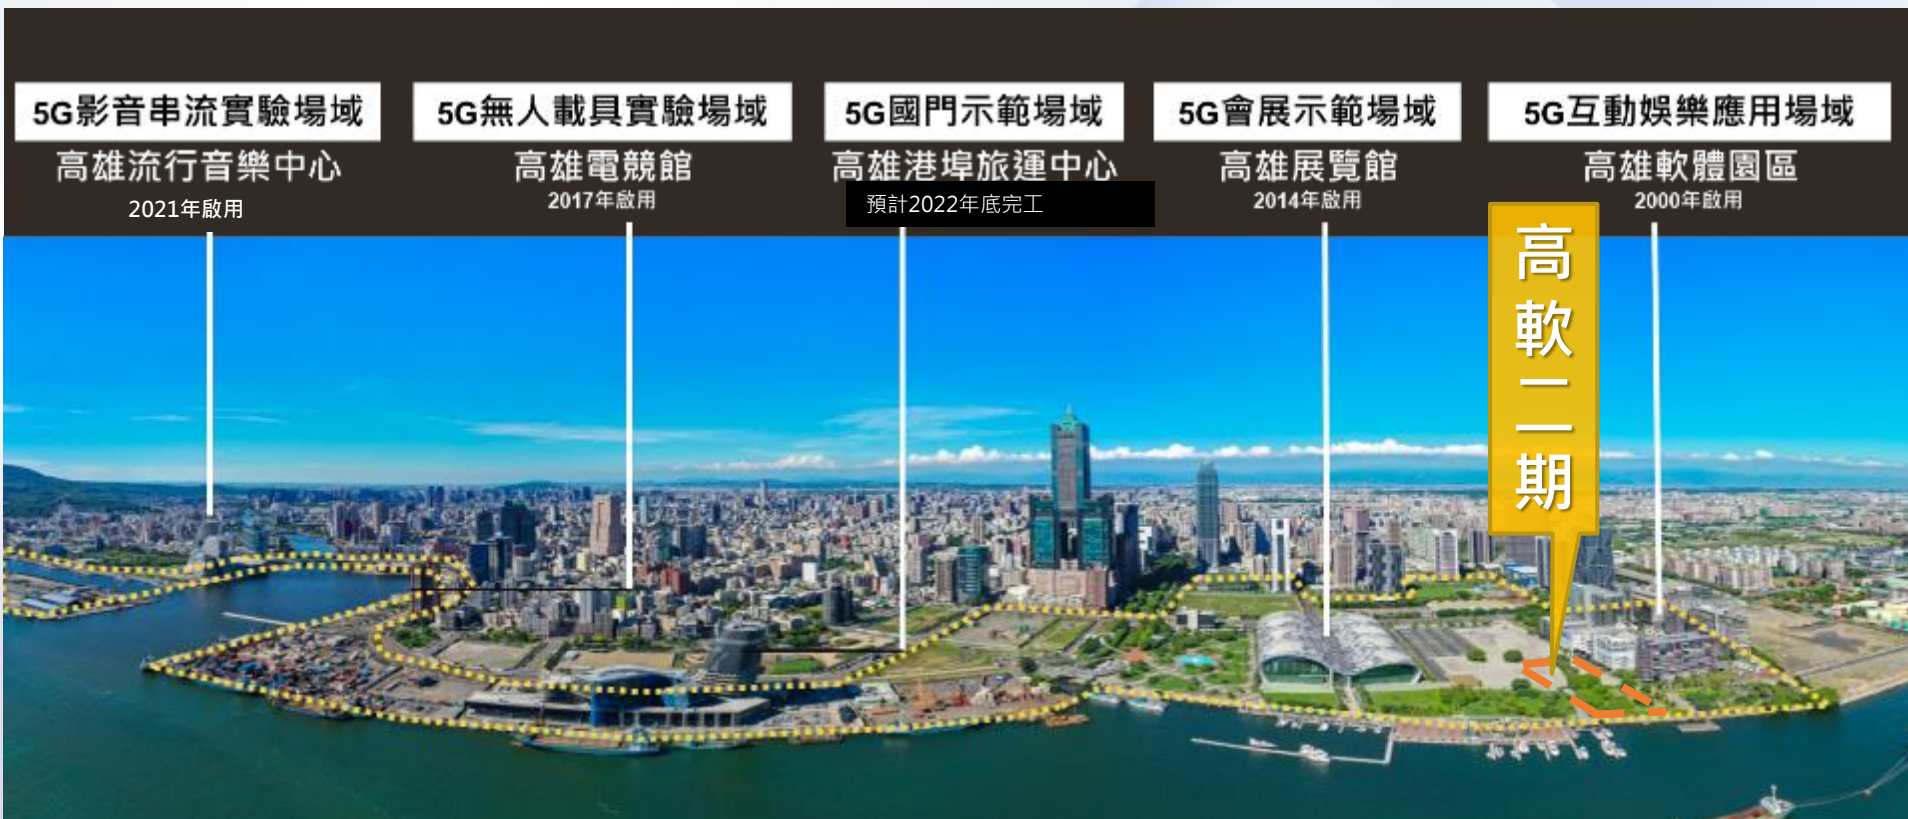 5G影音串流實驗場域
高雄流行音樂中心
2021年啟用
5G無人載具實驗場域
高雄電競館
2017年啟用
5G國門示範場域
高雄港埠旅運中心
預計2022年底完工
5G會展示範場域
高雄展覽館
2014年啟用
5G互動娛樂應用場域
高雄軟體園區
2000年啟用
高軟二期